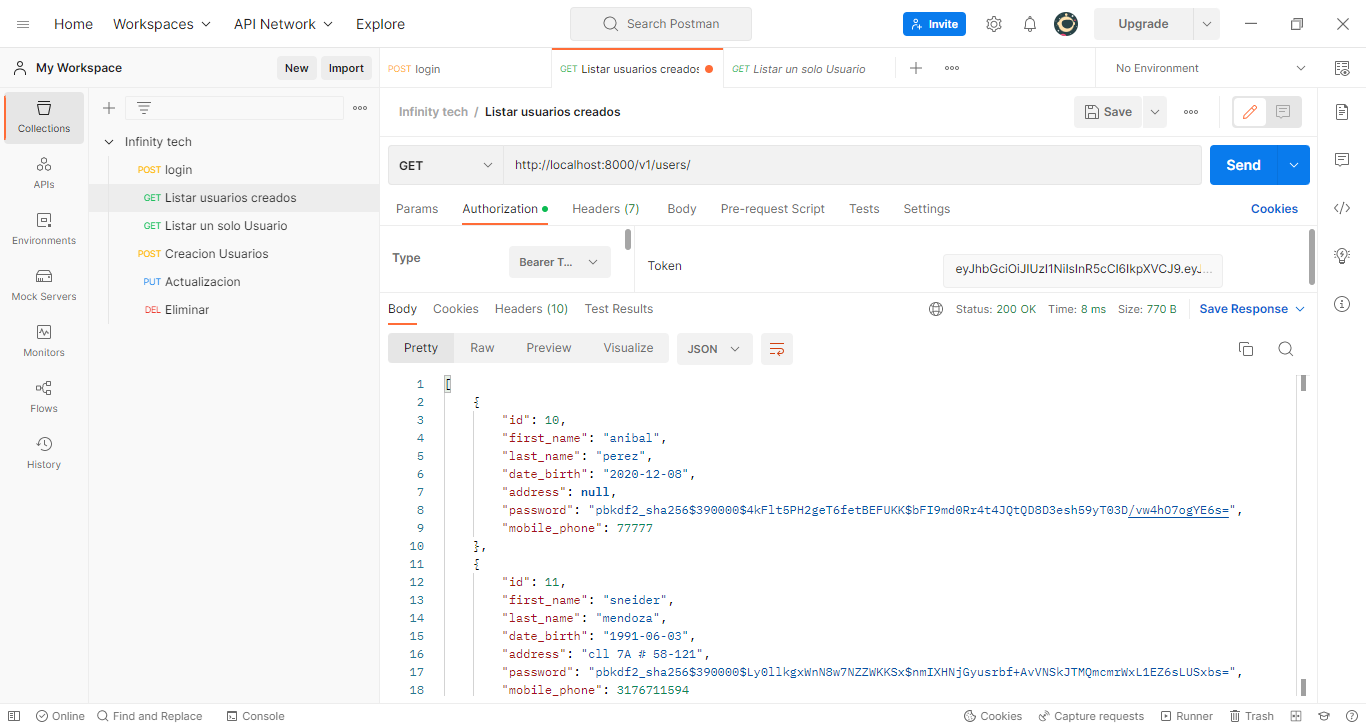 Home Workspaces API Network Explore Search Postman Invite Upgrade
My Workspace New Import
POST login GET Listar usuarios creados GET Listar un solo Usuario No Environment
Collections
APIs
Environments
Mock Servers
Monitors
Flows
History
Infinity tech
POST login
GET Listar usuarios creados
GET Listar un solo Usuario
POST Creacion Usuarios
PUT Actualizacion
DEL Eliminar
Infinity tech / Listar usuarios creados Save
GET http://localhost:8000/v1/users/ Send
Params Authorization Headers (7) Body Pre-request Script Tests Settings Cookies
Type Bearer T... Token eyJhbGciOiJIUzI1NiIsInR5cCI6IkpXVCJ9.eyJ...
Body Cookies Headers (10) Test Results Status: 200 OK Time: 8 ms Size: 770 B Save Response
Pretty Raw Preview Visualize JSON
1 [
2 {
3 "id": 10,
4 "first_name": "anibal",
5 "last_name": "perez",
6 "date_birth": "2020-12-08",
7 "address": null,
8 "password": "pbkdf2_sha256$390000$4kFlt5PH2geT6fetBEFUKK$bFI9md0Rr4t4JQtQD8D3esh59yT03D/vw4hO7ogYE6s=",
9 "mobile_phone": 77777
10 },
11 {
12 "id": 11,
13 "first_name": "sneider",
14 "last_name": "mendoza",
15 "date_birth": "1991-06-03",
16 "address": "cll 7A # 58-121",
17 "password": "pbkdf2_sha256$390000$Ly0llkgxWnN8w7NZZWKKSx$nmIXHNjGyusrbf+AvVNSkJTMQmcmrWxL1EZ6sLUSxbs=",
18 "mobile_phone": 3176711594
Online Find and Replace Console Cookies Capture requests Runner Trash